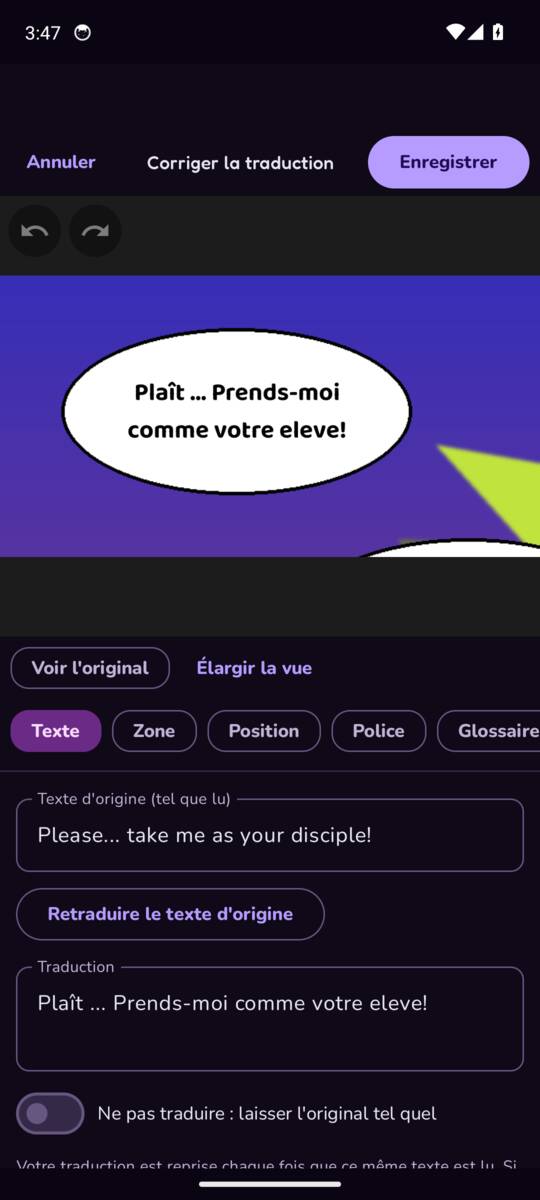 3:47
Annuler
Corriger la traduction
Enregistrer
Plaît ... Prends-moi
comme votre eleve!
Voir l'original
Élargir la vue
Texte
Zone
Position
Police
Glossaire
Texte d'origine (tel que lu)
Please... take me as your disciple!
Retraduire le texte d'origine
Traduction
Plaît ... Prends-moi comme votre eleve!
Ne pas traduire : laisser l'original tel quel
Votre traduction est reprise chaque fois que ce même texte est lu. Si